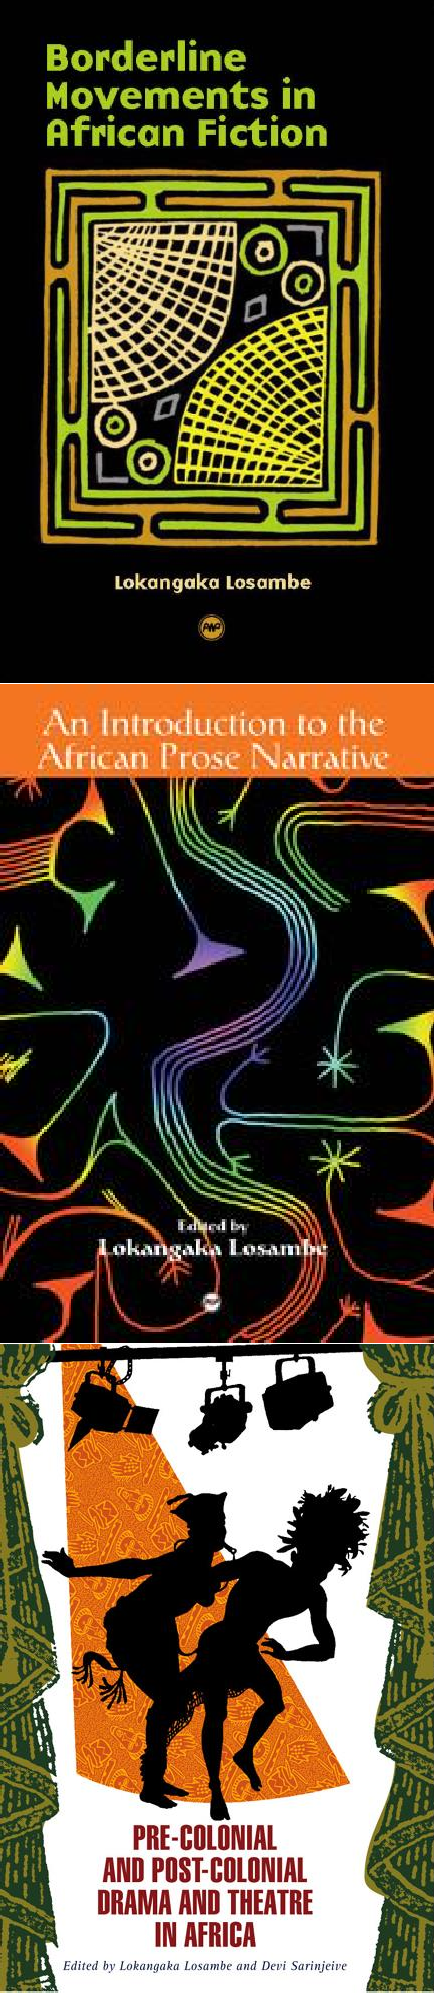 Borderline
Movements in
African Fiction
Lokangaka Losambe
AWP
An Introduction to the
African Prose Narrative
Edited by
Lokangaka Losambe
PRE-COLONIAL
AND POST-COLONIAL
DRAMA AND THEATRE
IN AFRICA
Edited by Lokangaka Losambe and Devi Sarinjeive